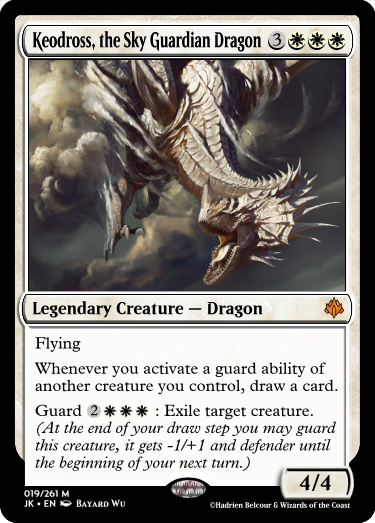 Keodross, the Sky Guardian Dragon 3
Legendary Creature — Dragon
Flying
Whenever you activate a guard ability of
another creature you control, draw a card.
Guard 2 : Exile target creature.
(At the end of your draw step you may guard
this creature, it gets -1/+1 and defender until
the beginning of your next turn.)
4/4
019/261 M
JK • EN Bayard Wu
©Hadrien Belcour & Wizards of the Coast